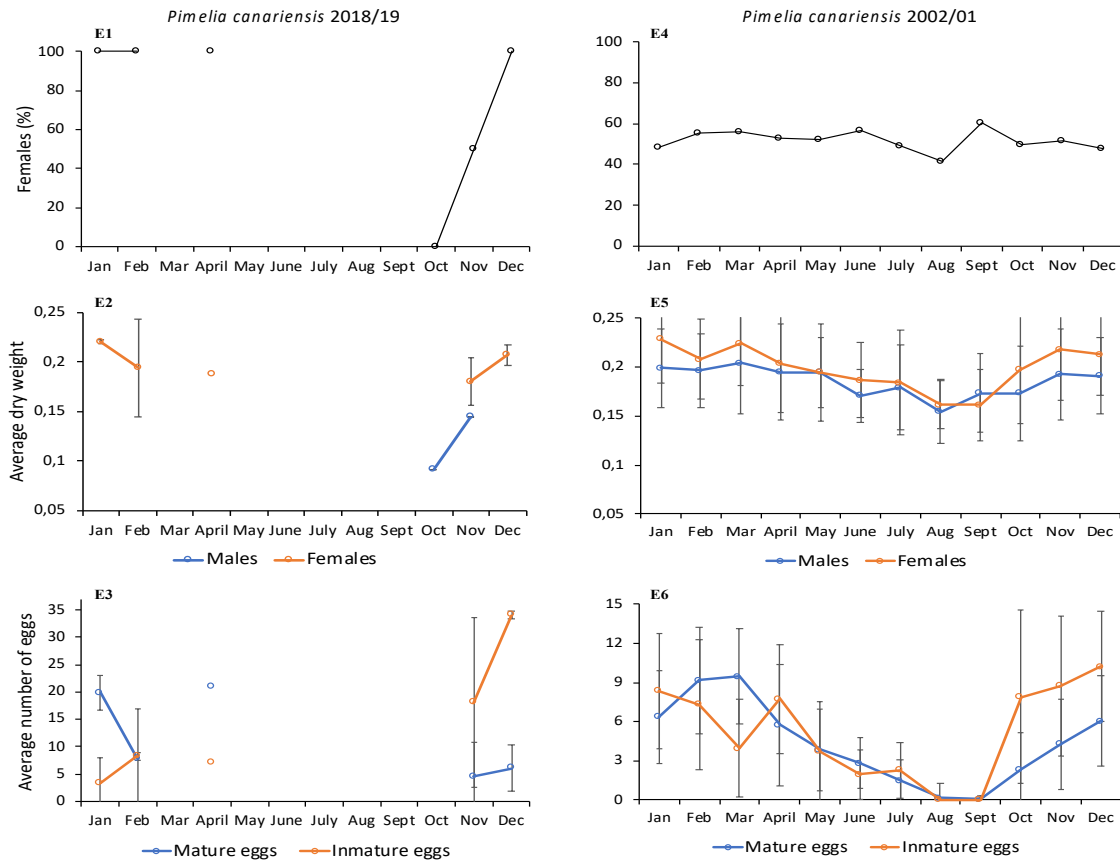 Pimelia canariensis 2018/19
Pimelia canariensis 2002/01
E1
100
80
60
40
20
0
Females (%)
Jan Feb Mar April May June July Aug Sept Oct Nov Dec
E4
100
80
60
40
20
0
Jan Feb Mar April May June July Aug Sept Oct Nov Dec
E2
0,25
0,2
0,15
0,1
0,05
Average dry weight
Jan Feb Mar April May June July Aug Sept Oct Nov Dec
Males Females
E5
0,25
0,2
0,15
0,1
0,05
Jan Feb Mar April May June July Aug Sept Oct Nov Dec
Males Females
E3
35
30
25
20
15
10
5
0
Average number of eggs
Jan Feb Mar April May June July Aug Sept Oct Nov Dec
Mature eggs Inmature eggs
E6
15
12
9
6
3
0
Jan Feb Mar April May June July Aug Sept Oct Nov Dec
Mature eggs Inmature eggs